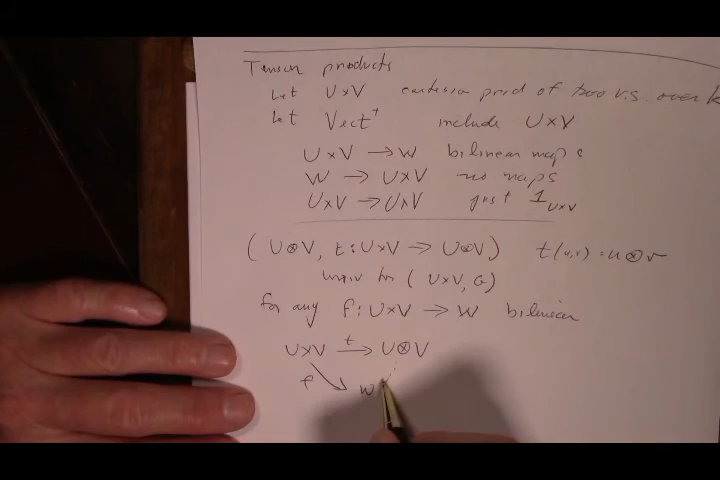 Tensor products
Let U×V cartesian prod of two v.s. over k
Let Vect' include U×V
U×V → W bilinear maps
W → U×V no maps
U×V → U×V just 1_{U×V}
(U⊗V, t: U×V → U⊗V) t(u,v) = u⊗v
univ for (U×V, G)
for any f: U×V → W bilinear
U×V →^t U⊗V
f ↘ W